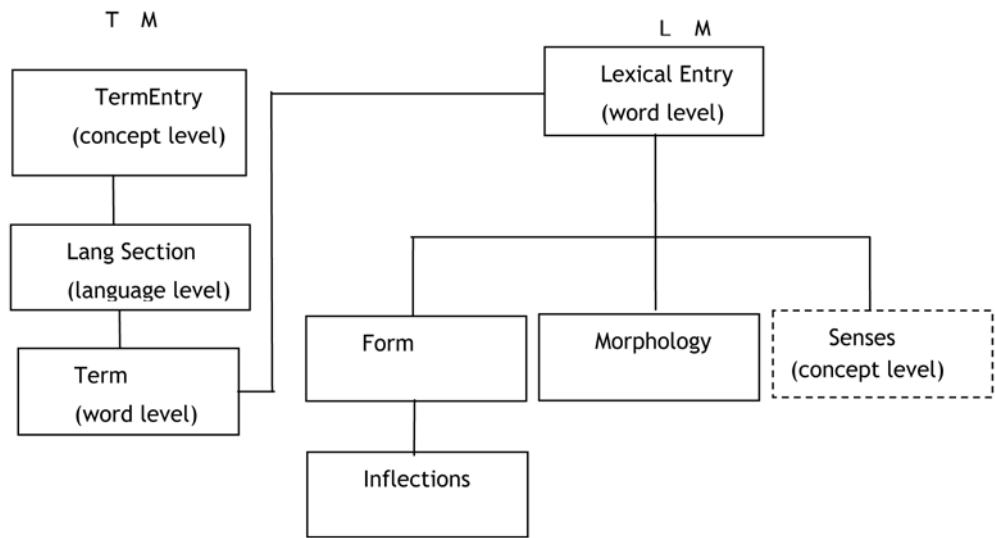 T M
L M
TermEntry
(concept level)
Lexical Entry
(word level)
Lang Section
(language level)
Term
(word level)
Form
Morphology
Senses
(concept level)
Inflections